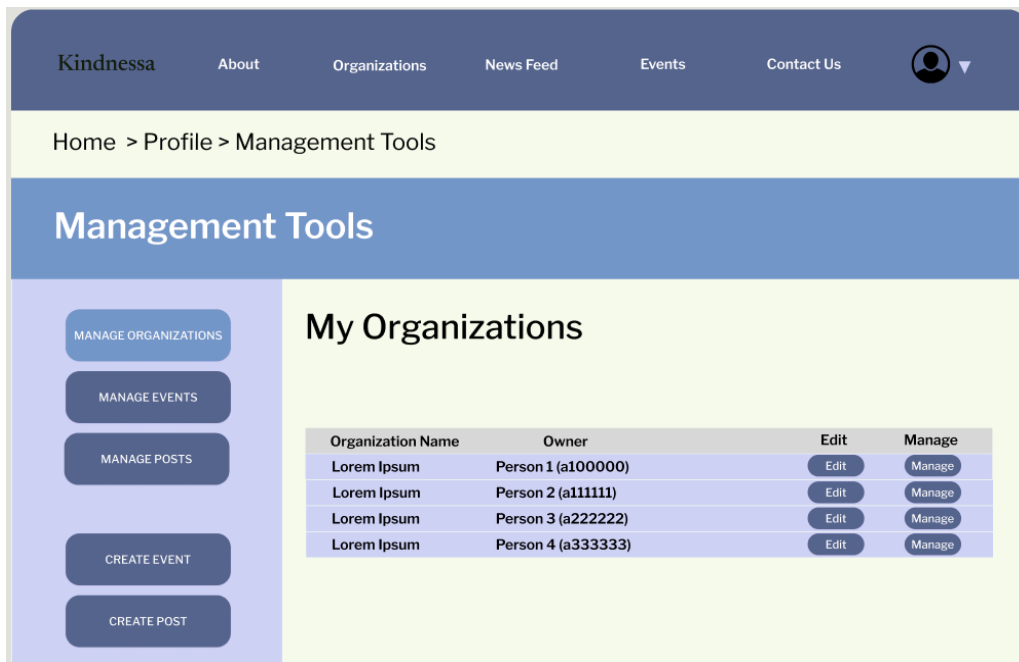 Kindnessa About Organizations News Feed Events Contact Us
Home > Profile > Management Tools
Management Tools
MANAGE ORGANIZATIONS
MANAGE EVENTS
MANAGE POSTS
CREATE EVENT
CREATE POST
My Organizations
Organization Name Owner Edit Manage
Lorem Ipsum Person 1 (a100000) Edit Manage
Lorem Ipsum Person 2 (a111111) Edit Manage
Lorem Ipsum Person 3 (a222222) Edit Manage
Lorem Ipsum Person 4 (a333333) Edit Manage